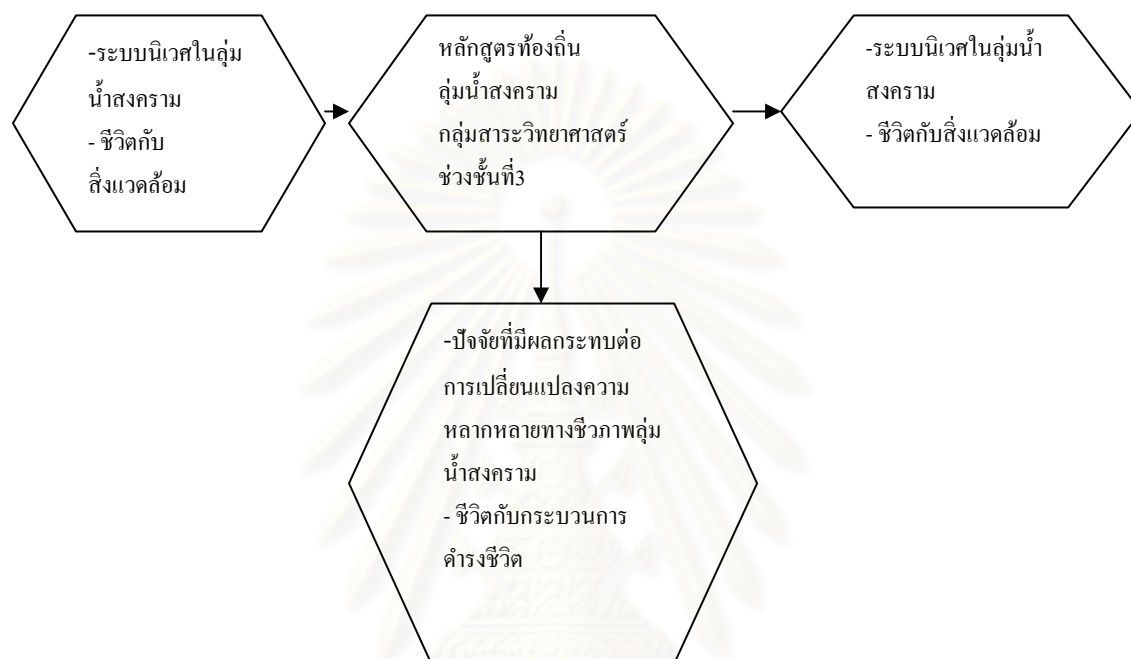 -ระบบนิเวศในลุ่ม
น้ำสงคราม
- ชีวิตกับ
สิ่งแวดล้อม
หลักสูตรท้องถิ่น
ลุ่มน้ำสงคราม
กลุ่มสาระวิทยาศาสตร์
ช่วงชั้นที่3
-ระบบนิเวศในลุ่มน้ำ
สงคราม
- ชีวิตกับสิ่งแวดล้อม
-ปัจจัยที่มีผลกระทบต่อ
การเปลี่ยนแปลงความ
หลากหลายทางชีวภาพลุ่ม
น้ำสงคราม
- ชีวิตกับกระบวนการ
ดำรงชีวิต